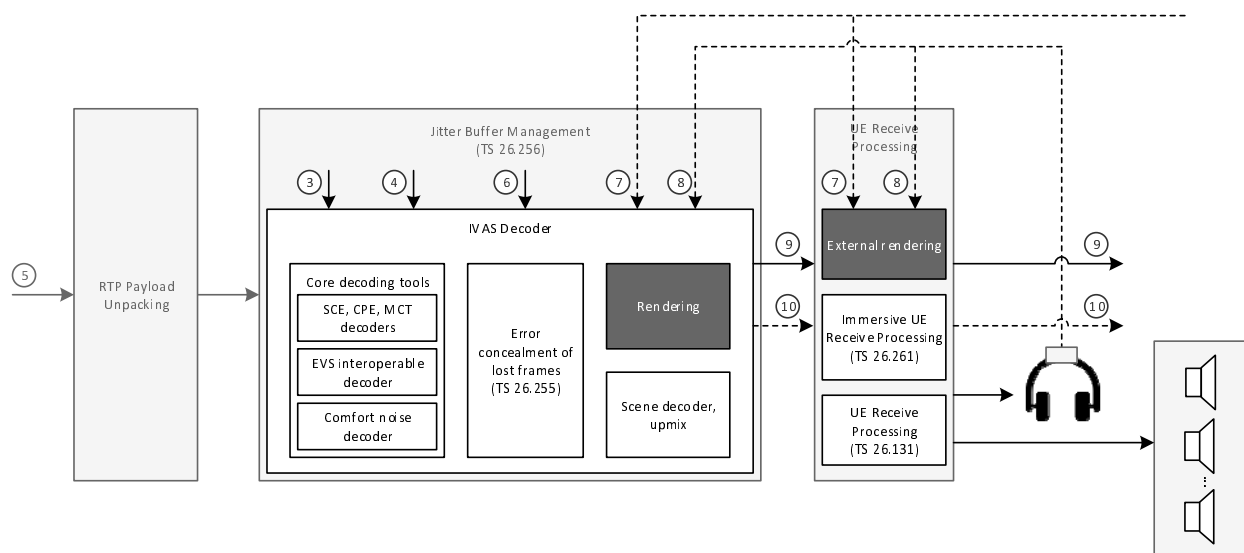 Jitter Buffer Management
(TS 26.256)
UE Receive
Processing
3
4
6
7
8
7
8
IVAS Decoder
9
External rendering
9
5
RTP Payload
Unpacking
Core decoding tools
SCE, CPE, MCT
decoders
EVS interoperable
decoder
Comfort noise
decoder
Error
concealment of
lost frames
(TS 26.255)
Rendering
Scene decoder,
upmix
10
Immersive UE
Receive Processing
(TS 26.261)
10
UE Receive
Processing
(TS 26.131)
...